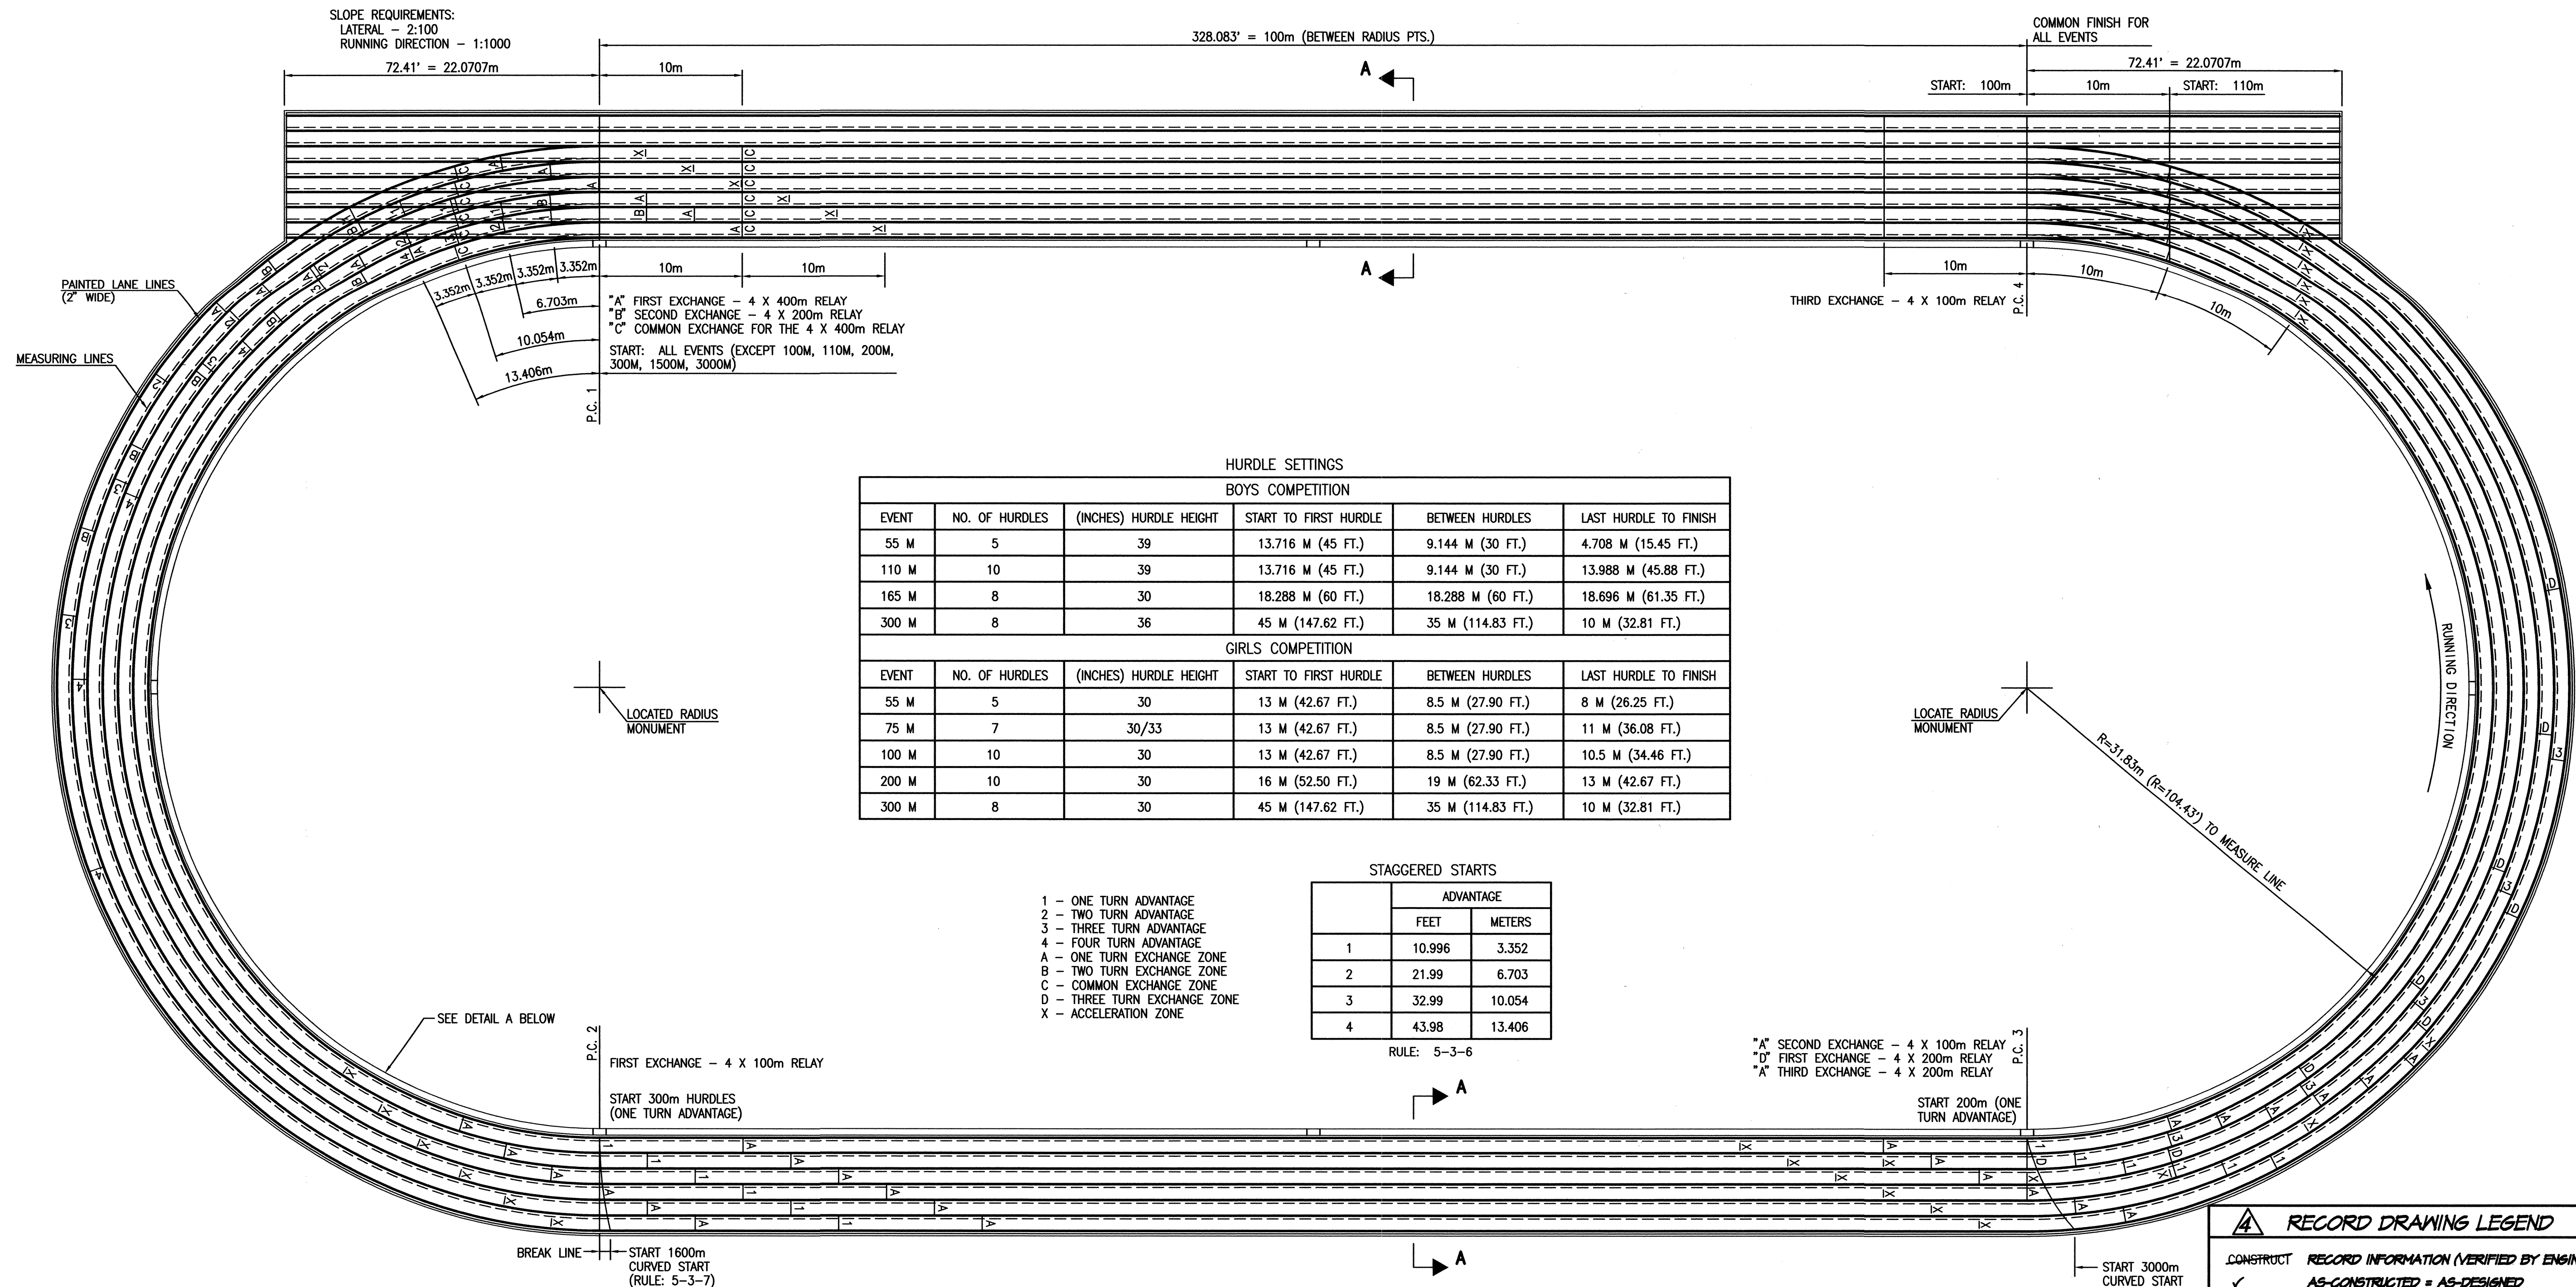 SLOPE REQUIREMENTS:
LATERAL – 2:100
RUNNING DIRECTION – 1:1000
328.083' = 100m (BETWEEN RADIUS PTS.)
COMMON FINISH FOR
ALL EVENTS
72.41' = 22.0707m
10m
A
72.41' = 22.0707m
START: 100m
10m
START: 110m
PAINTED LANE LINES
(2" WIDE)
MEASURING LINES
3.352m
3.352m
3.352m
3.352m
6.703m
10.054m
13.406m
10m
10m
A
10m
10m
10m
"A" FIRST EXCHANGE – 4 X 400m RELAY
"B" SECOND EXCHANGE – 4 X 200m RELAY
"C" COMMON EXCHANGE FOR THE 4 X 400m RELAY
START: ALL EVENTS (EXCEPT 100M, 110M, 200M,
300M, 1500M, 3000M)
P.C. 1
THIRD EXCHANGE – 4 X 100m RELAY
P.C. 4
HURDLE SETTINGS
BOYS COMPETITION
EVENT NO. OF HURDLES (INCHES) HURDLE HEIGHT START TO FIRST HURDLE BETWEEN HURDLES LAST HURDLE TO FINISH
55 M 5 39 13.716 M (45 FT.) 9.144 M (30 FT.) 4.708 M (15.45 FT.)
110 M 10 39 13.716 M (45 FT.) 9.144 M (30 FT.) 13.988 M (45.88 FT.)
165 M 8 30 18.288 M (60 FT.) 18.288 M (60 FT.) 18.696 M (61.35 FT.)
300 M 8 36 45 M (147.62 FT.) 35 M (114.83 FT.) 10 M (32.81 FT.)
GIRLS COMPETITION
EVENT NO. OF HURDLES (INCHES) HURDLE HEIGHT START TO FIRST HURDLE BETWEEN HURDLES LAST HURDLE TO FINISH
55 M 5 30 13 M (42.67 FT.) 8.5 M (27.90 FT.) 8 M (26.25 FT.)
75 M 7 30/33 13 M (42.67 FT.) 8.5 M (27.90 FT.) 11 M (36.08 FT.)
100 M 10 30 13 M (42.67 FT.) 8.5 M (27.90 FT.) 10.5 M (34.46 FT.)
200 M 10 30 16 M (52.50 FT.) 19 M (62.33 FT.) 13 M (42.67 FT.)
300 M 8 30 45 M (147.62 FT.) 35 M (114.83 FT.) 10 M (32.81 FT.)
RUNNING DIRECTION
LOCATED RADIUS
MONUMENT
LOCATE RADIUS
MONUMENT
R=31.83m (R=104.43') TO MEASURE LINE
1 – ONE TURN ADVANTAGE
2 – TWO TURN ADVANTAGE
3 – THREE TURN ADVANTAGE
4 – FOUR TURN ADVANTAGE
A – ONE TURN EXCHANGE ZONE
B – TWO TURN EXCHANGE ZONE
C – COMMON EXCHANGE ZONE
D – THREE TURN EXCHANGE ZONE
X – ACCELERATION ZONE
STAGGERED STARTS
ADVANTAGE
FEET METERS
1 10.996 3.352
2 21.99 6.703
3 32.99 10.054
4 43.98 13.406
RULE: 5–3–6
SEE DETAIL A BELOW
P.C. 2
FIRST EXCHANGE – 4 X 100m RELAY
START 300m HURDLES
(ONE TURN ADVANTAGE)
"A" SECOND EXCHANGE – 4 X 100m RELAY
"D" FIRST EXCHANGE – 4 X 200m RELAY
"A" THIRD EXCHANGE – 4 X 200m RELAY
P.C. 3
START 200m (ONE
TURN ADVANTAGE)
A
BREAK LINE
START 1600m
CURVED START
(RULE: 5–3–7)
A
START 3000m
CURVED START
4 RECORD DRAWING LEGEND
CONSTRUCT RECORD INFORMATION (VERIFIED BY
✓ AS-CONSTRUCTED = AS-DESIGNED